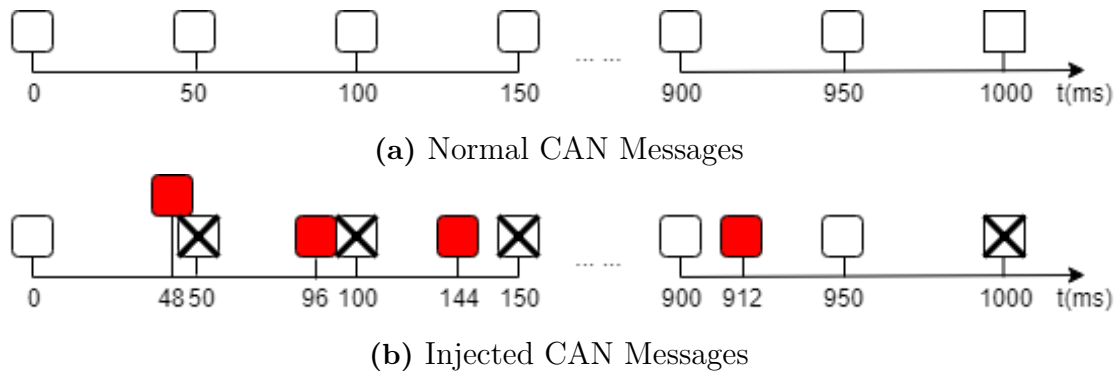 ... ...
0 50 100 150 900 950 1000 t(ms)
(a) Normal CAN Messages
... ...
0 48 50 96 100 144 150 900 912 950 1000 t(ms)
(b) Injected CAN Messages